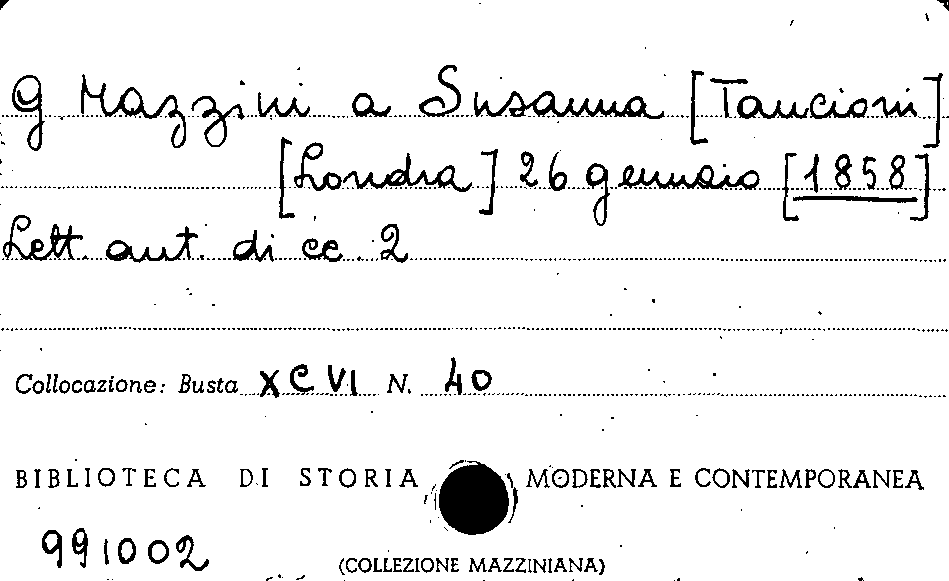 G Mazzini a Susanna [Tancioni]
[Londra] 26 gennaio [1858]
Lett. aut. di cc. 2
Collocazione: Busta XCVI N. 40
BIBLIOTECA DI STORIA MODERNA E CONTEMPORANEA
991002
(COLLEZIONE MAZZINIANA)